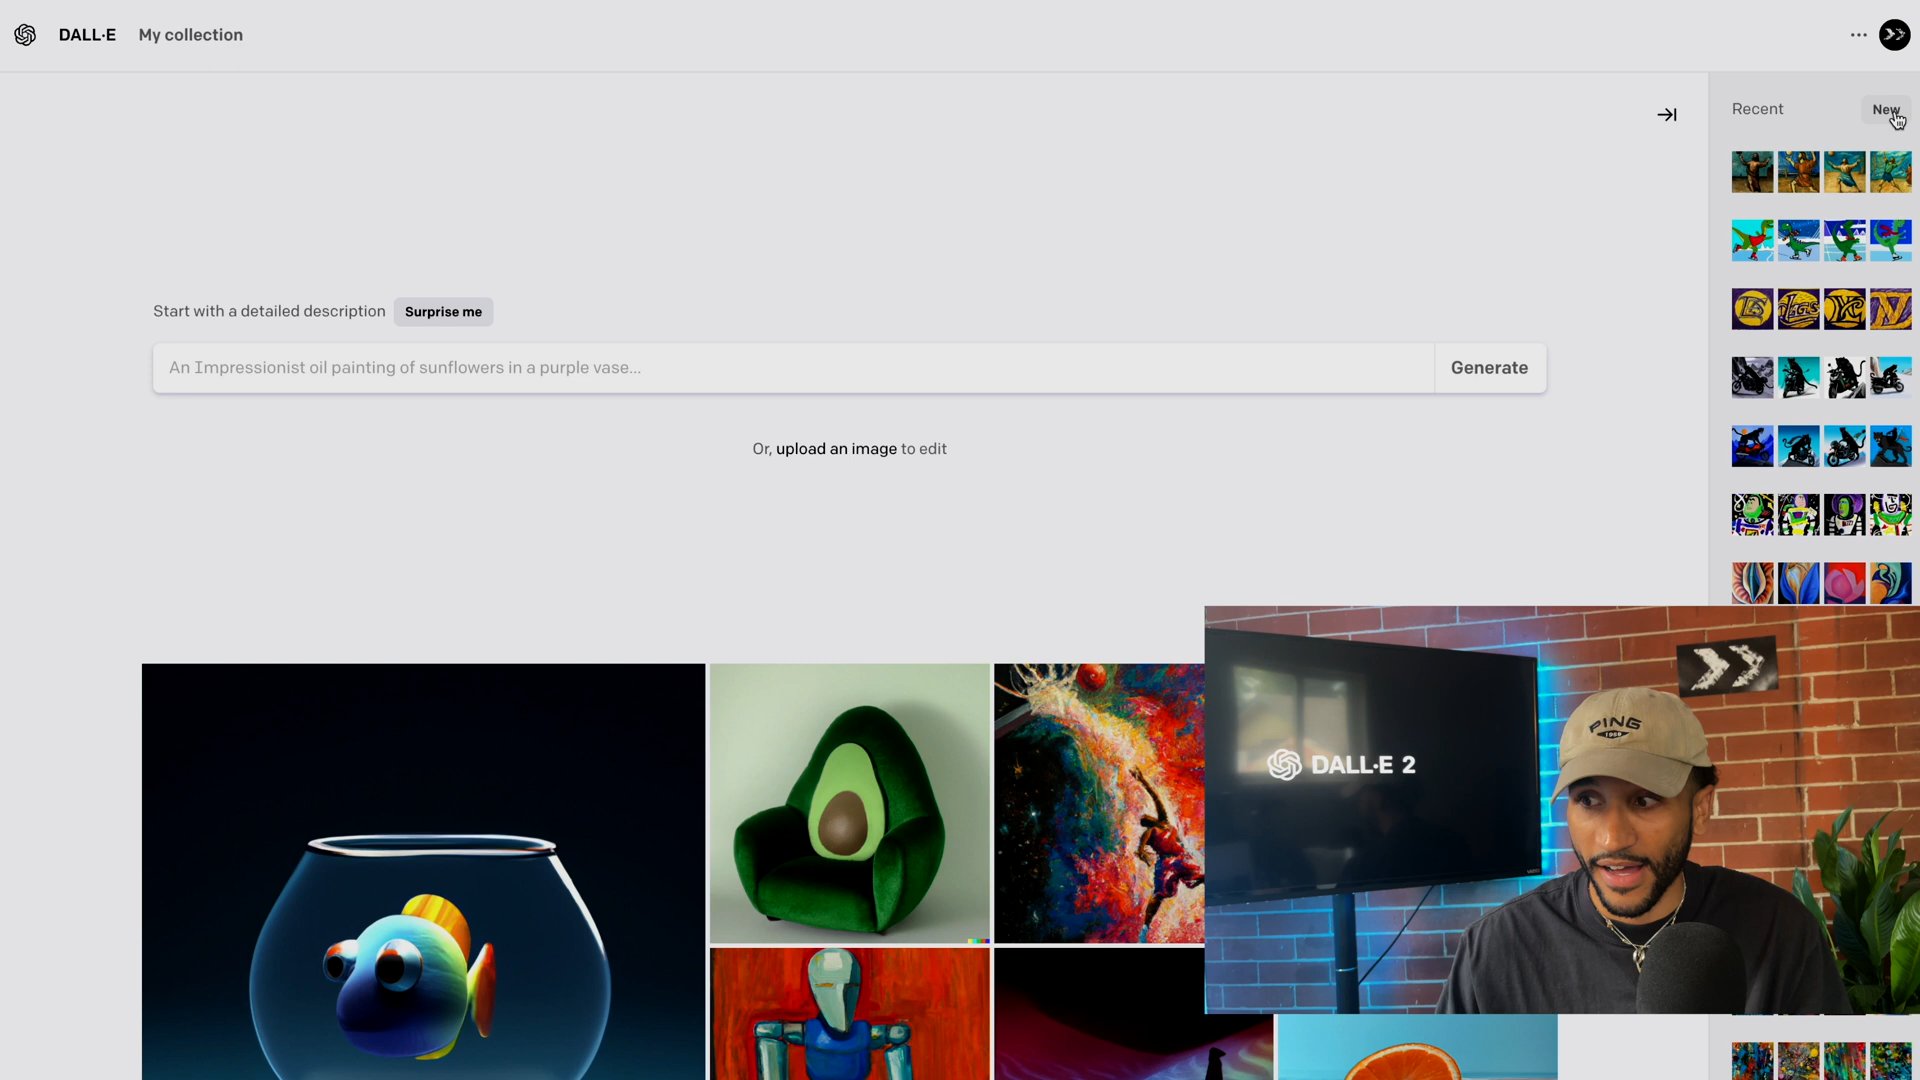 DALL·E My collection
Recent New
Start with a detailed description Surprise me
An Impressionist oil painting of sunflowers in a purple vase...
Generate
Or, upload an image to edit
DALL·E 2
PING
1959